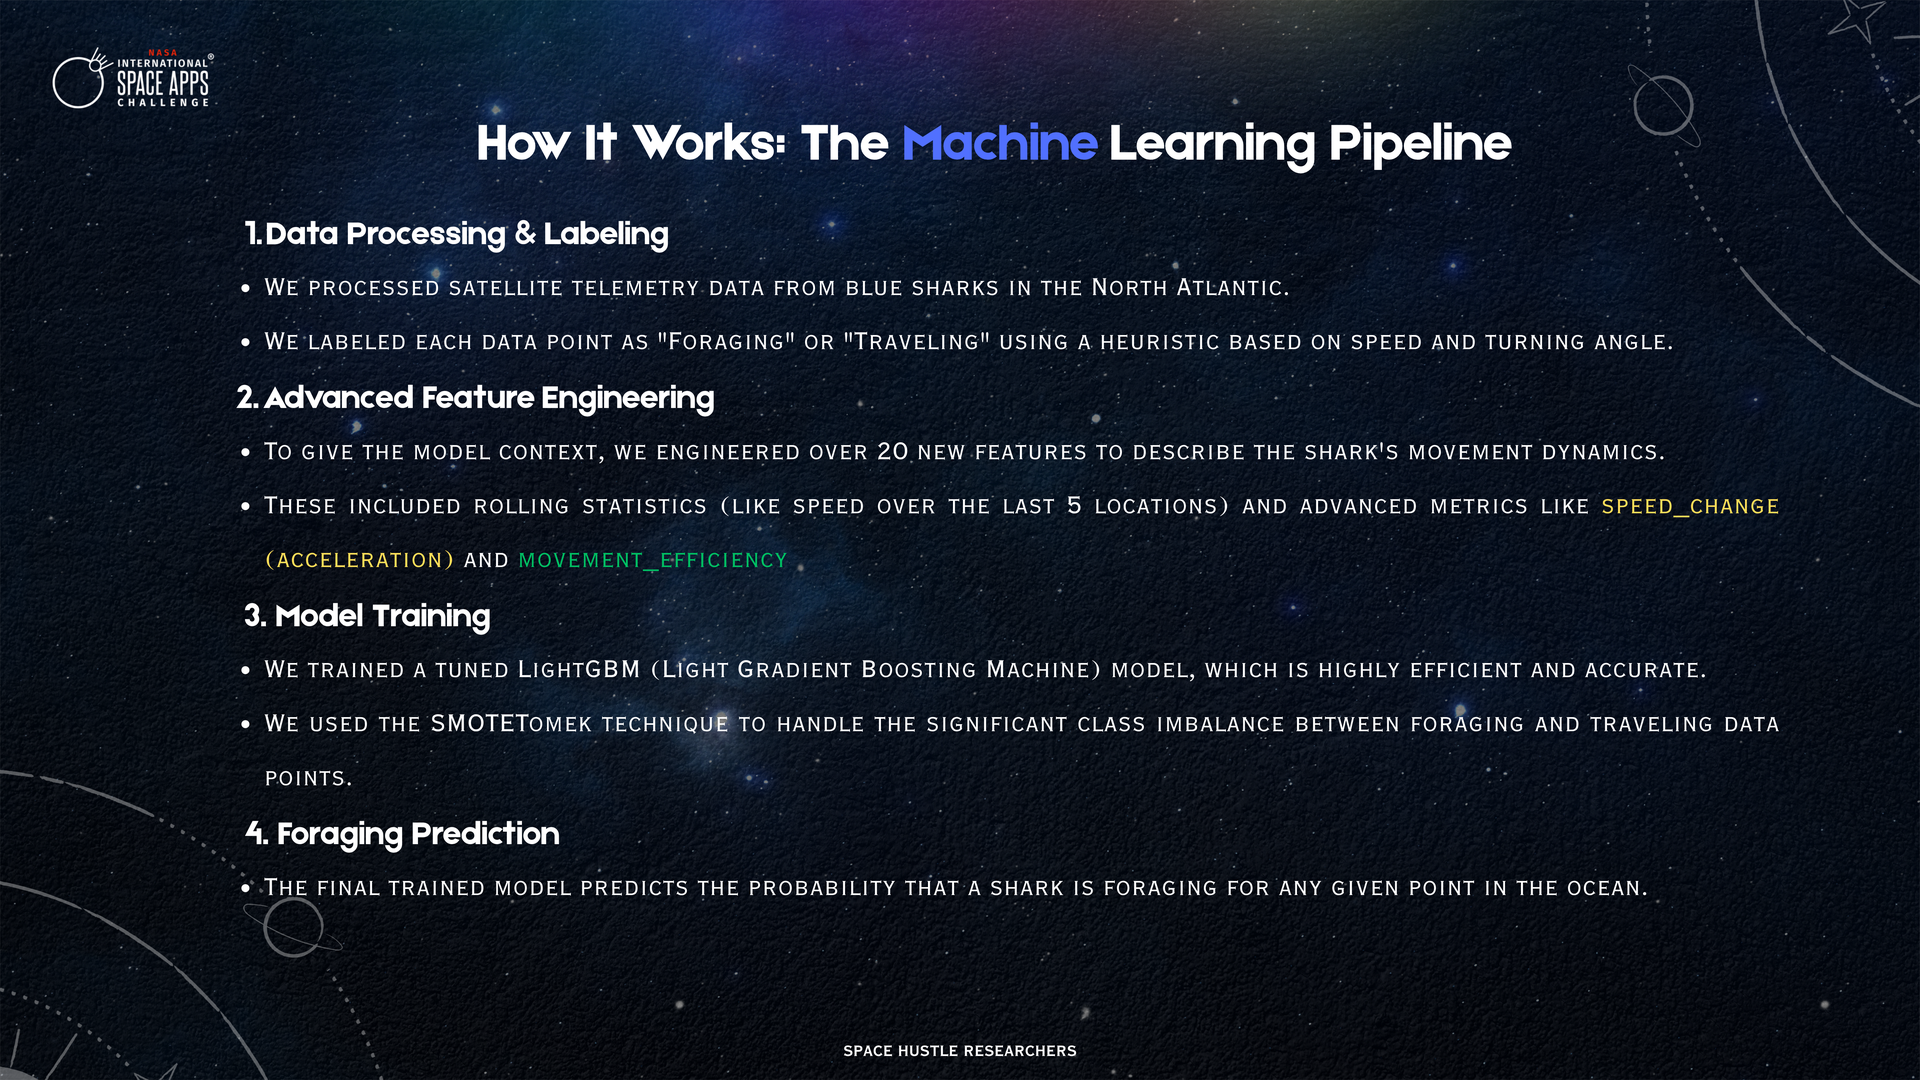 NASA
INTERNATIONAL®
SPACE APPS
CHALLENGE
How It Works: The Machine Learning Pipeline
1. Data Processing & Labeling
• We processed satellite telemetry data from blue sharks in the North Atlantic.
• We labeled each data point as "Foraging" or "Traveling" using a heuristic based on speed and turning angle.
2. Advanced Feature Engineering
• To give the model context, we engineered over 20 new features to describe the shark's movement dynamics.
• These included rolling statistics (like speed over the last 5 locations) and advanced metrics like speed_change
(acceleration) and movement_efficiency
3. Model Training
• We trained a tuned LightGBM (Light Gradient Boosting Machine) model, which is highly efficient and accurate.
• We used the SMOTETomek technique to handle the significant class imbalance between foraging and traveling data
points.
4. Foraging Prediction
• The final trained model predicts the probability that a shark is foraging for any given point in the ocean.
SPACE HUSTLE RESEARCHERS